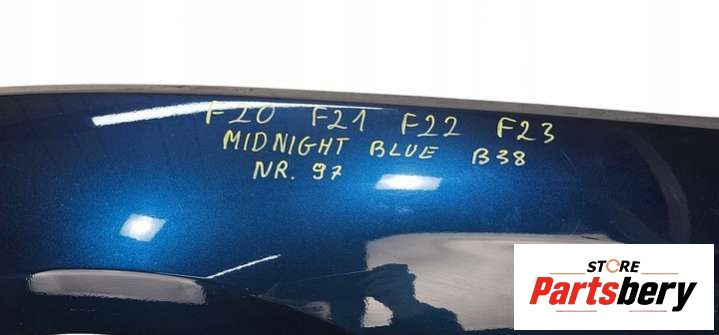 F20 F21 F22 F23
MIDNIGHT BLUE B38
NR. 97
STORE
Partsbery